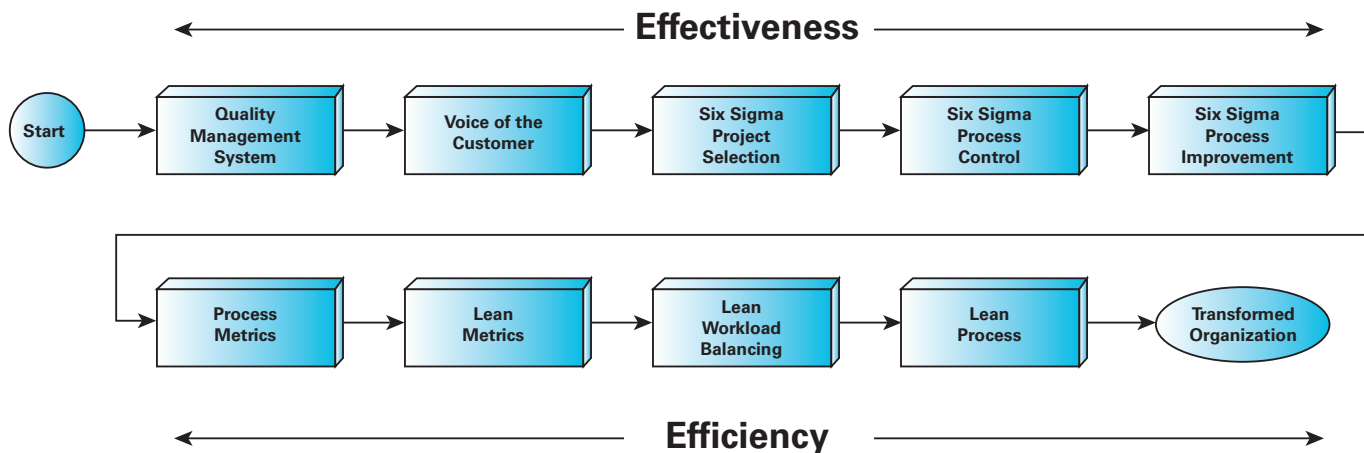 Effectiveness
Start
Quality
Management
System
Voice of the
Customer
Six Sigma
Project
Selection
Six Sigma
Process
Control
Six Sigma
Process
Improvement
Process
Metrics
Lean
Metrics
Lean
Workload
Balancing
Lean
Process
Transformed
Organization
Efficiency